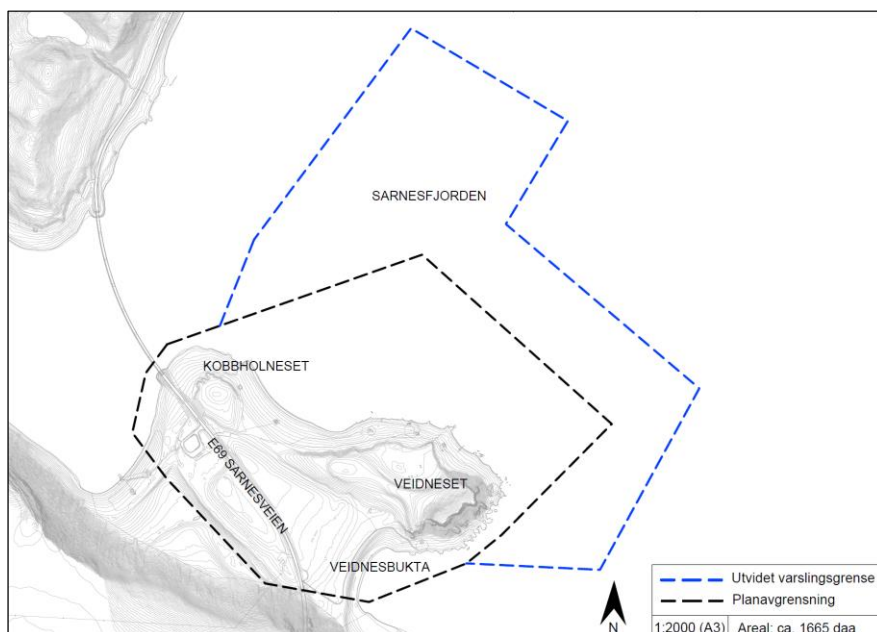 SARNESFJORDEN
KOBBHOLNESET
E69 SARNESVEIEN
VEIDNESET
VEIDNESBUKTA
Utvidet varslingsgrense
Planavgrensning
N
1:2000 (A3) Areal: ca. 1665 daa